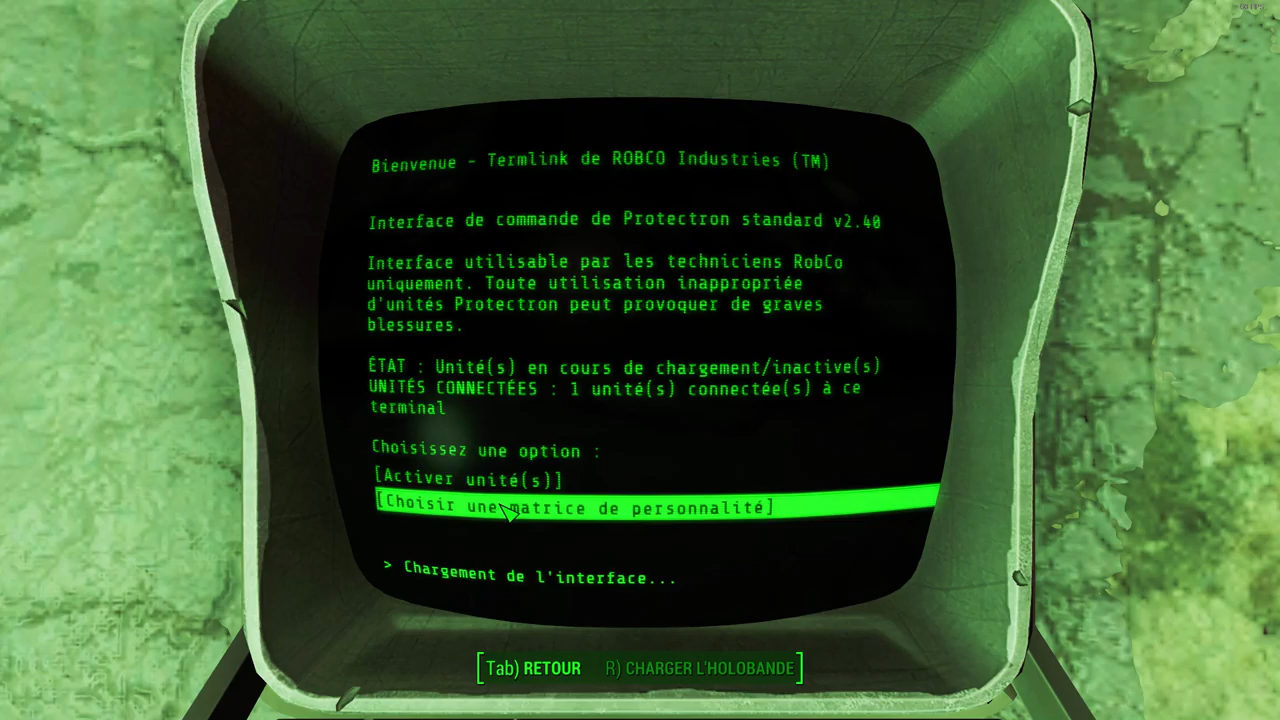 Bienvenue - Termlink de ROBCO Industries (TM)
Interface de commande de Protectron standard v2.40
Interface utilisable par les techniciens RobCo
uniquement. Toute utilisation inappropriée
d'unités Protectron peut provoquer de graves
blessures.
ÉTAT : Unité(s) en cours de chargement/inactive(s)
UNITÉS CONNECTÉES : 1 unité(s) connectée(s) à ce
terminal
Choisissez une option :
[Activer unité(s)]
[Choisir une matrice de personnalité]
> Chargement de l'interface...
[Tab) RETOUR R) CHARGER L'HOLOBANDE]